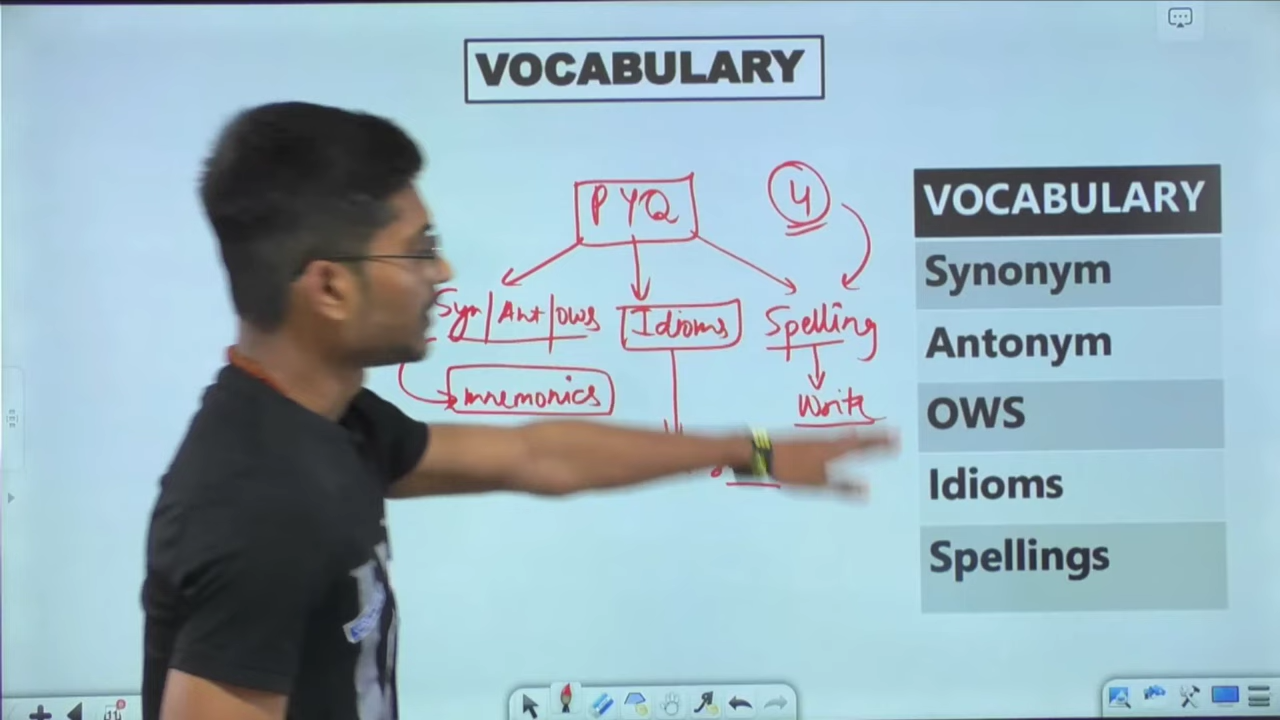 VOCABULARY
PYQ
4
Syn/Ant/OWS
Idioms
Spelling
mnemonics
Write
VOCABULARY
Synonym
Antonym
OWS
Idioms
Spellings